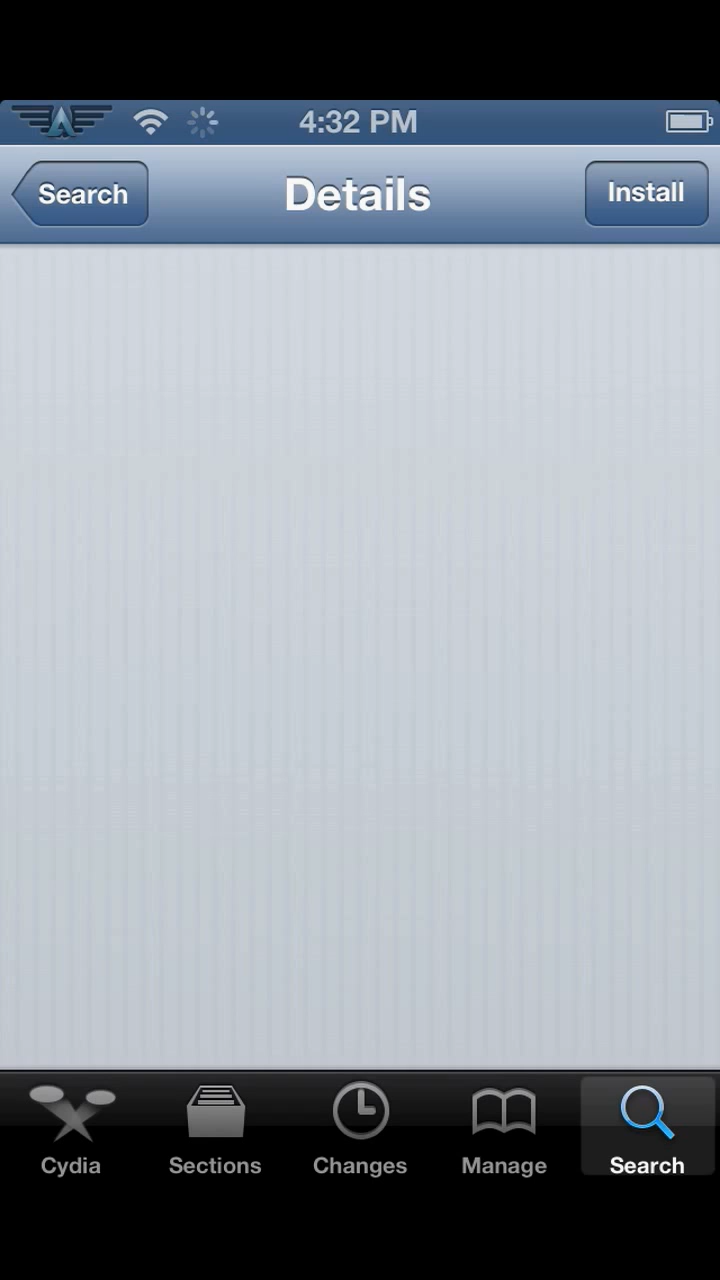 4:32 PM
Search
Details
Install
Cydia
Sections
Changes
Manage
Search